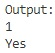 Output:
1
Yes